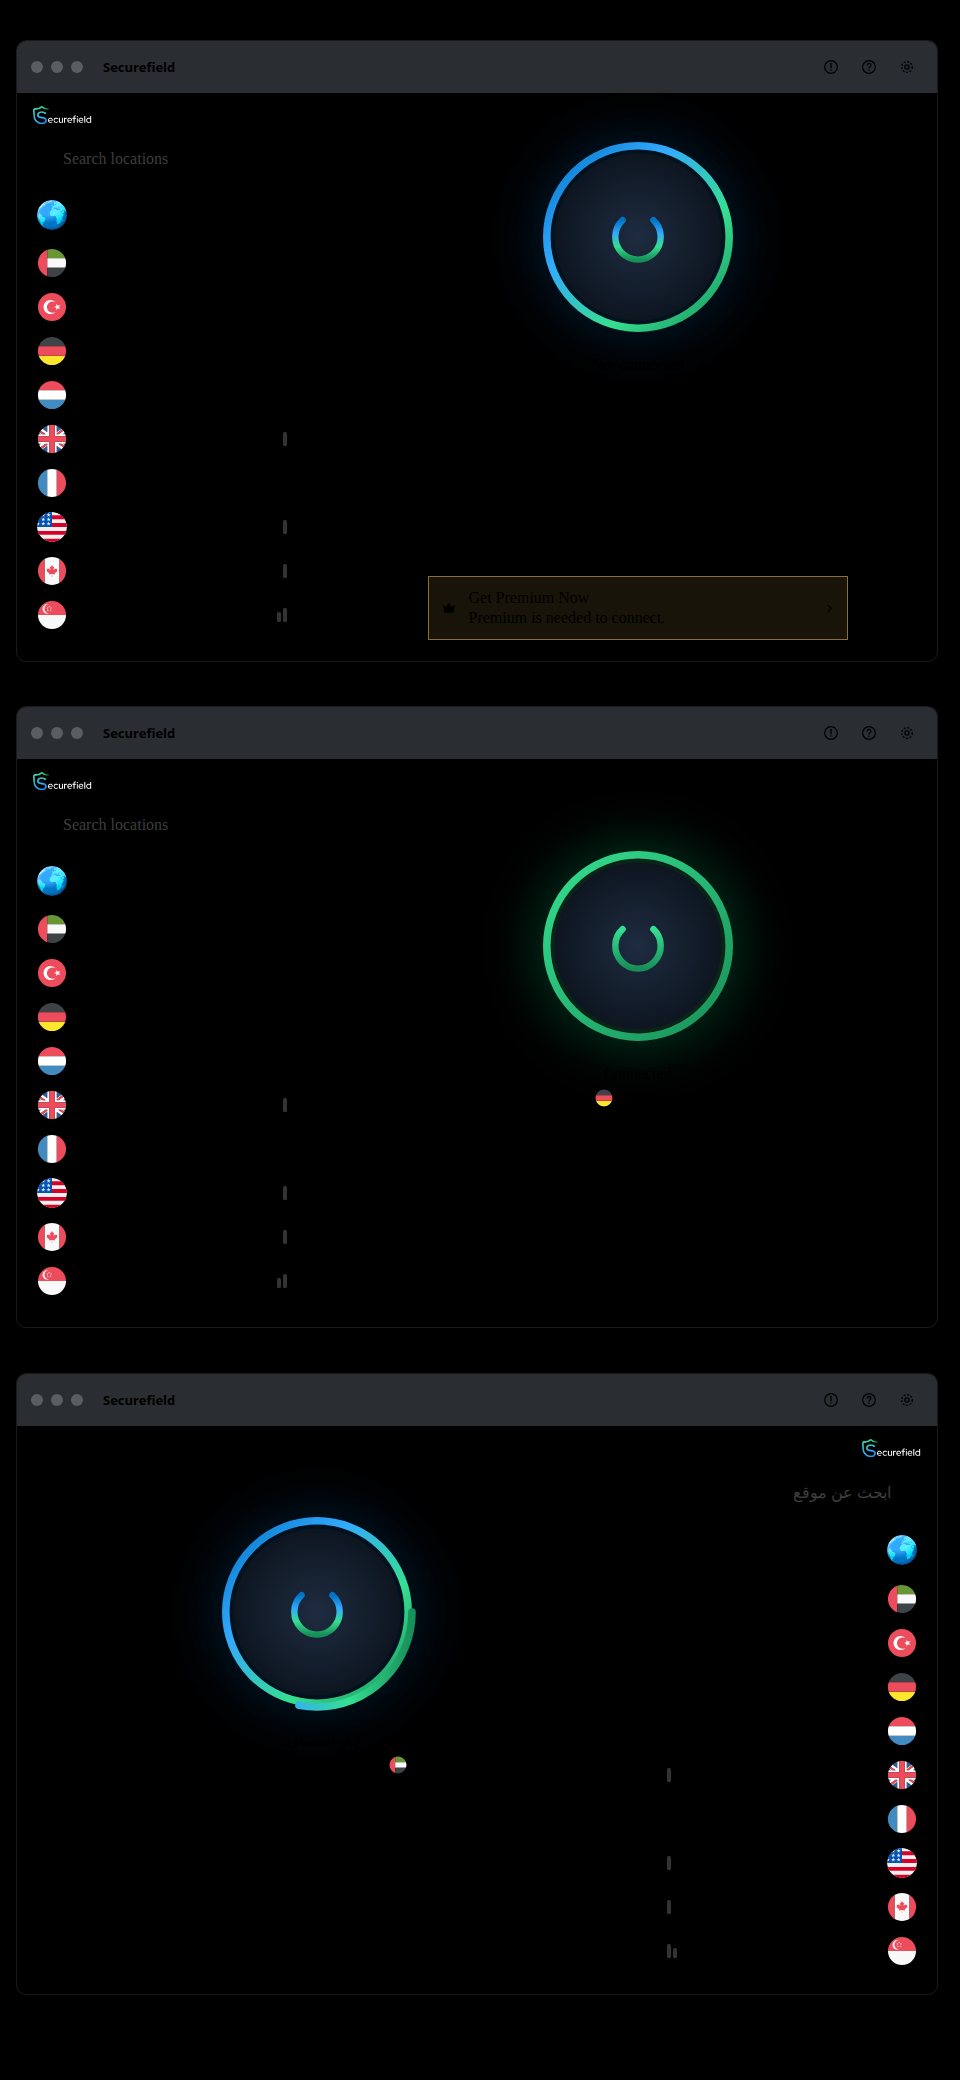 Securefield
Securefield
Search locations
Get Premium Now
Premium is needed to connect.
Securefield
Securefield
Search locations
Connected
Securefield
Securefield
ابحث عن موقع